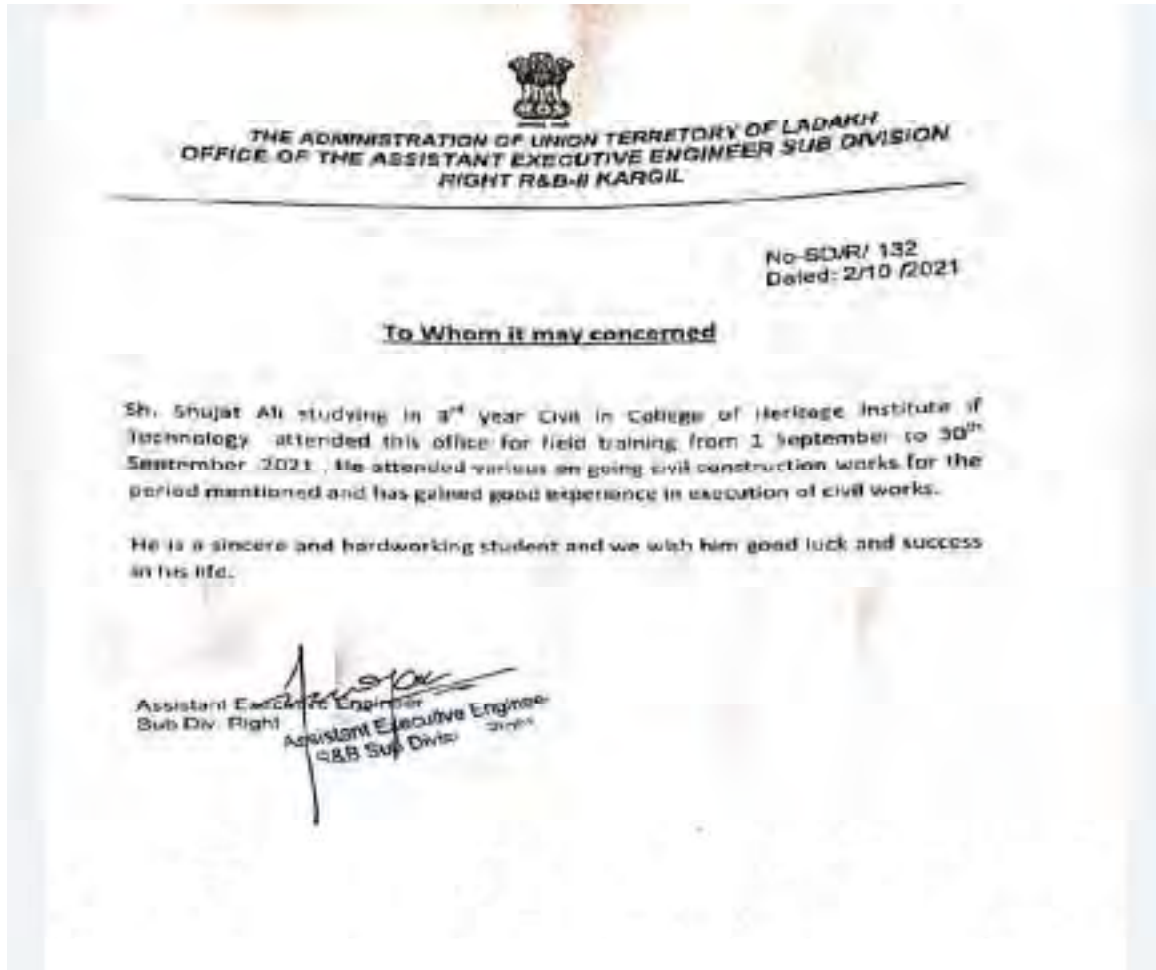 THE ADMINISTRATION OF UNION TERRETORY OF LADAKH
OFFICE OF THE ASSISTANT EXECUTIVE ENGINEER SUB DIVISION
RIGHT R&B-II KARGIL
No-SD/R/ 132
Dated: 2/10 /2021
To Whom it may concerned
Sh. Shujat Ali studying in 3rd year Civil in College of Heritage Institute if
Technology attended this office for field training from 1 September to 30th
September 2021 . He attended various on going civil construction works for the
period mentioned and has gained good experience in execution of civil works.
He is a sincere and hardworking student and we wish him good luck and success
in his life.
Assistant Executive Engineer
Sub Div. Right
Assistant Executive Engineer
R&B Sub